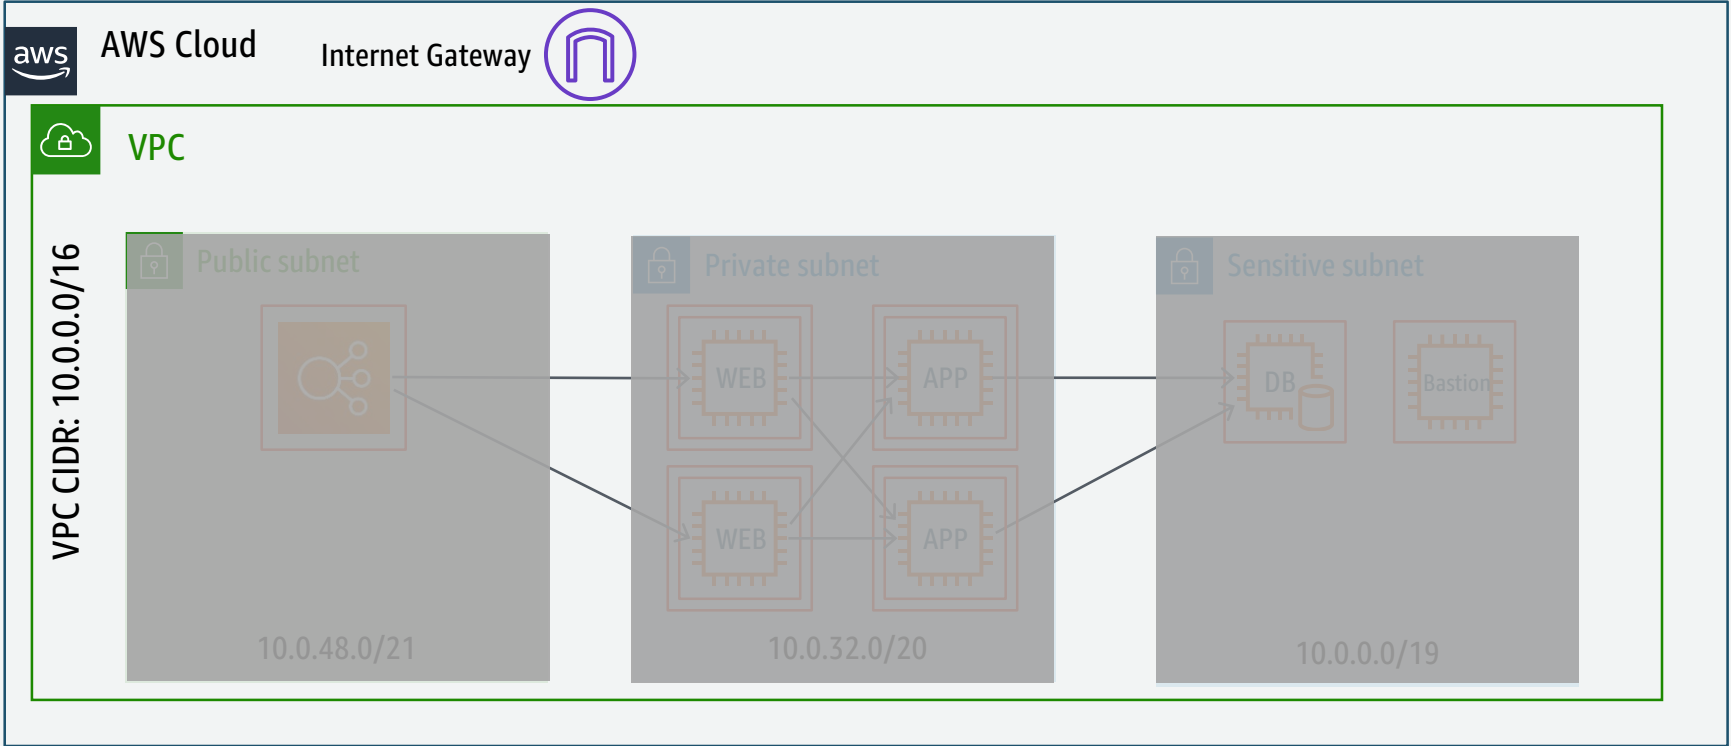 aws
AWS Cloud
Internet Gateway
VPC
VPC CIDR: 10.0.0.0/16
Public subnet
10.0.48.0/21
Private subnet
WEB
APP
WEB
APP
10.0.32.0/20
Sensitive subnet
DB
Bastion
10.0.0.0/19